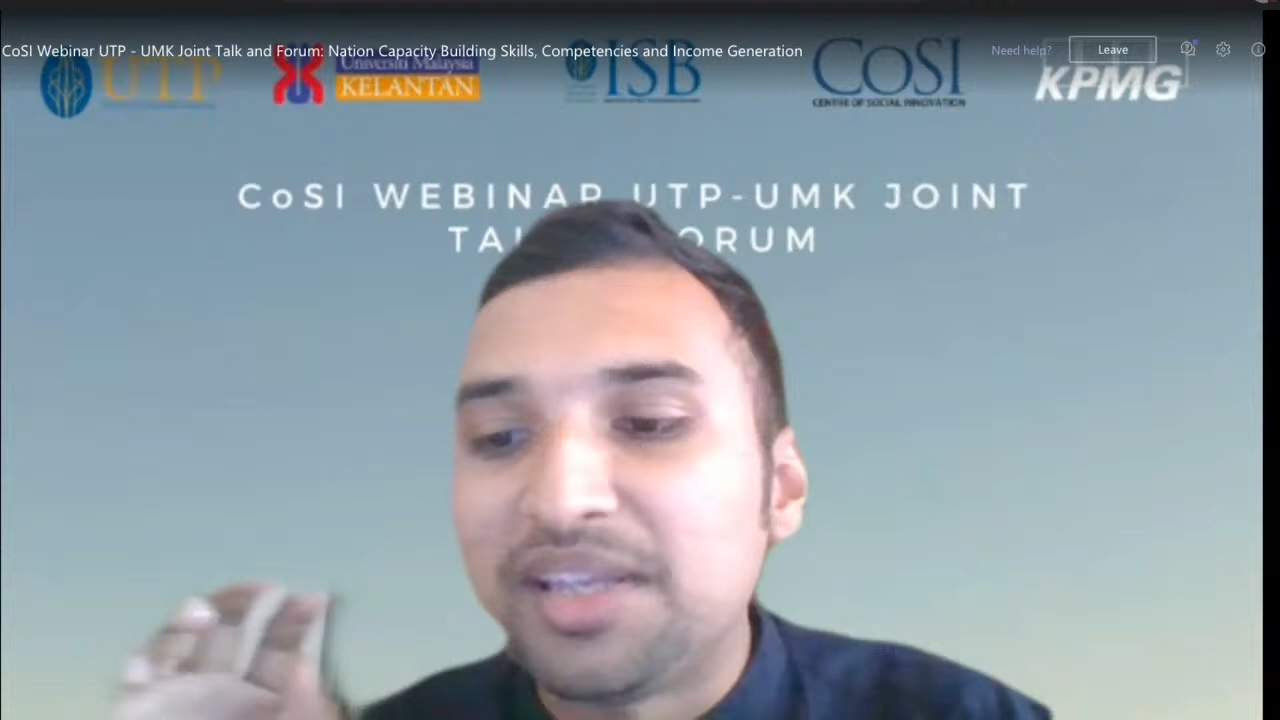 CoSI Webinar UTP - UMK Joint Talk and Forum: Nation Capacity Building Skills, Competencies and Income Generation
Need help?
Leave
UTP
Universiti Malaysia
KELANTAN
ISB
CoSI
CENTRE OF SOCIAL INNOVATION
KPMG
CoSI WEBINAR UTP-UMK JOINT